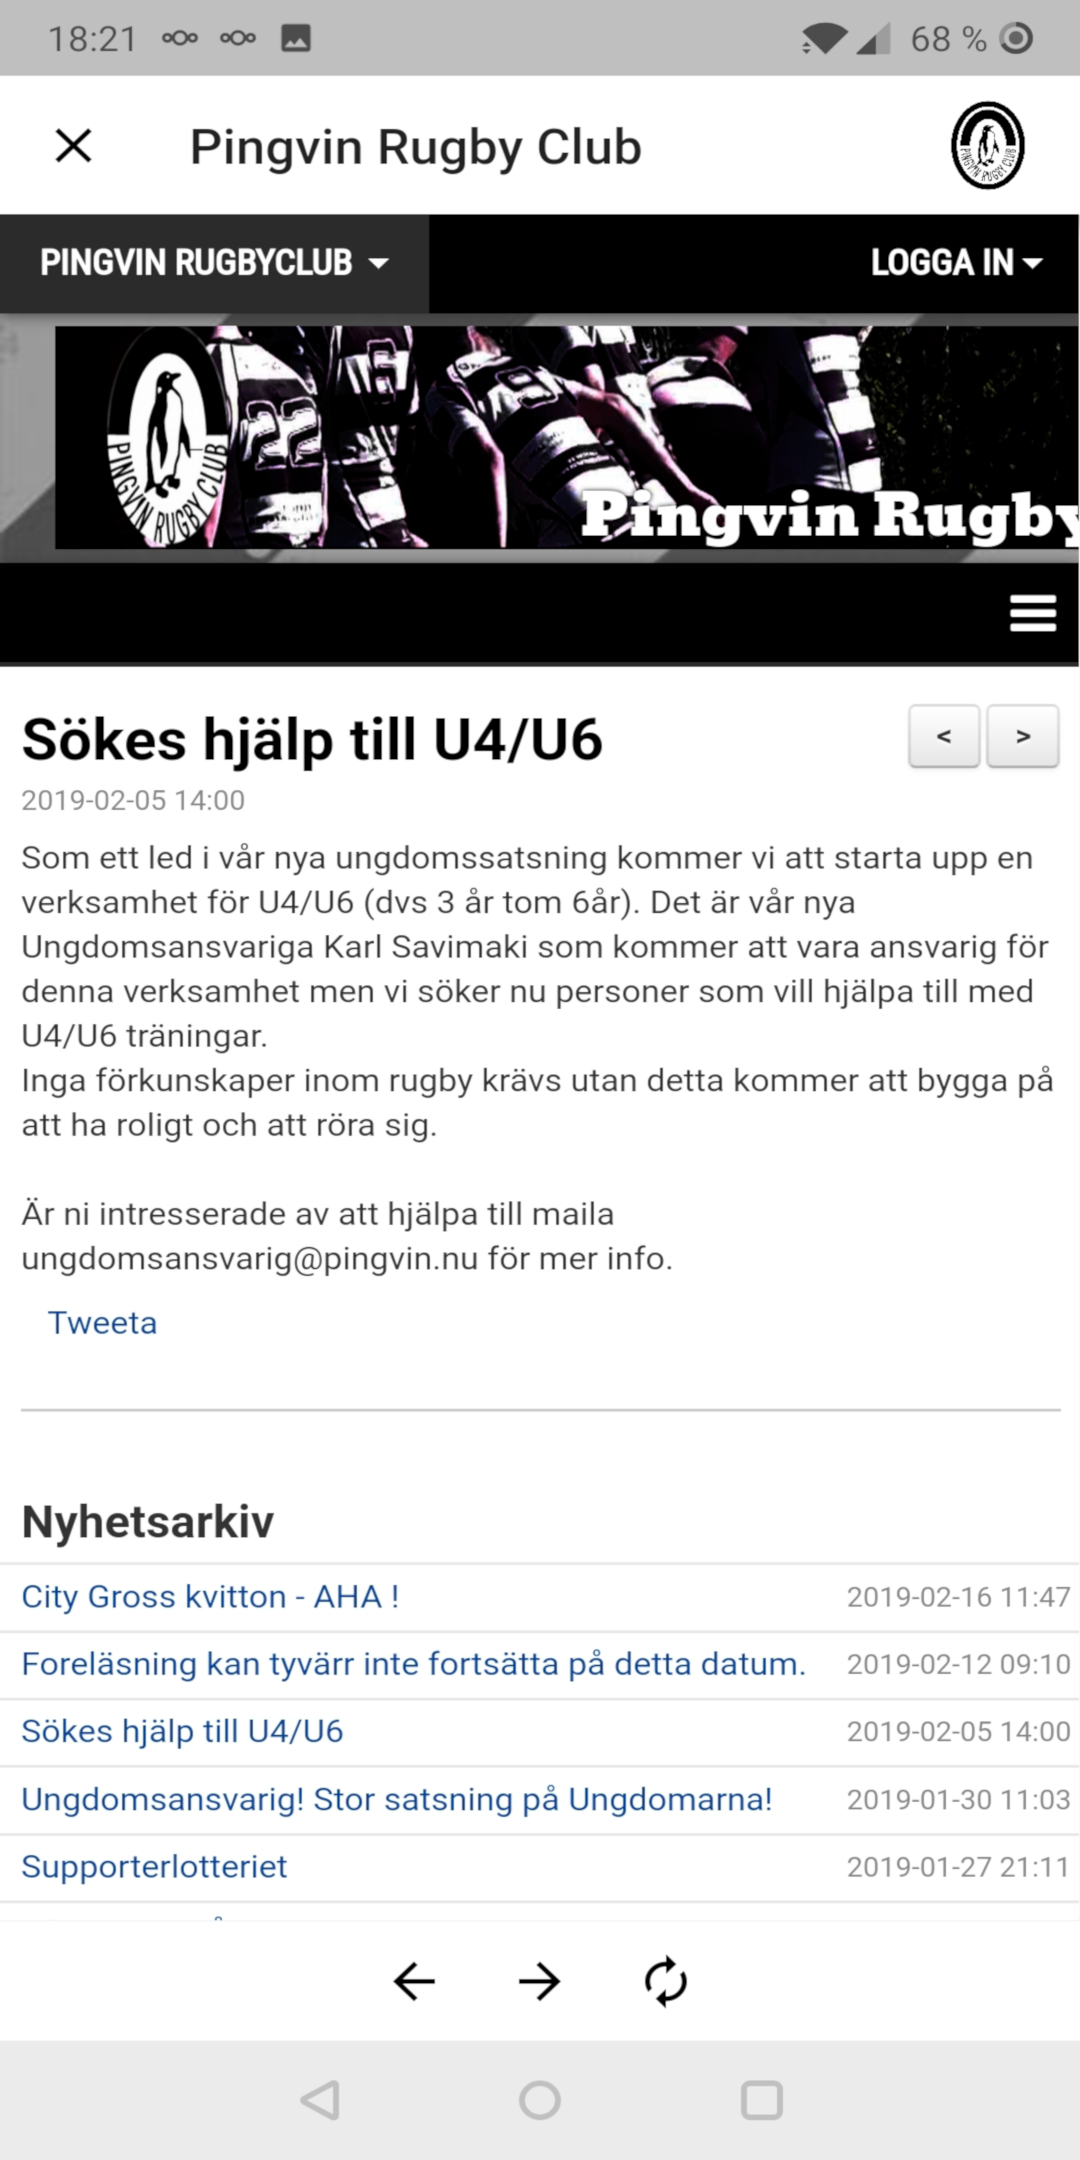 18:21
68 %
Pingvin Rugby Club
PINGVIN RUGBY CLUB
PINGVIN RUGBYCLUB
LOGGA IN
22
16
9
PINGVIN RUGBY CLUB
Pingvin Rugby
Sökes hjälp till U4/U6
< >
2019-02-05 14:00
Som ett led i vår nya ungdomssatsning kommer vi att starta upp en
verksamhet för U4/U6 (dvs 3 år tom 6år). Det är vår nya
Ungdomsansvariga Karl Savimaki som kommer att vara ansvarig för
denna verksamhet men vi söker nu personer som vill hjälpa till med
U4/U6 träningar.
Inga förkunskaper inom rugby krävs utan detta kommer att bygga på
att ha roligt och att röra sig.
Är ni intresserade av att hjälpa till maila
ungdomsansvarig@pingvin.nu för mer info.
Tweeta
Nyhetsarkiv
City Gross kvitton - AHA ! 2019-02-16 11:47
Foreläsning kan tyvärr inte fortsätta på detta datum. 2019-02-12 09:10
Sökes hjälp till U4/U6 2019-02-05 14:00
Ungdomsansvarig! Stor satsning på Ungdomarna! 2019-01-30 11:03
Supporterlotteriet 2019-01-27 21:11